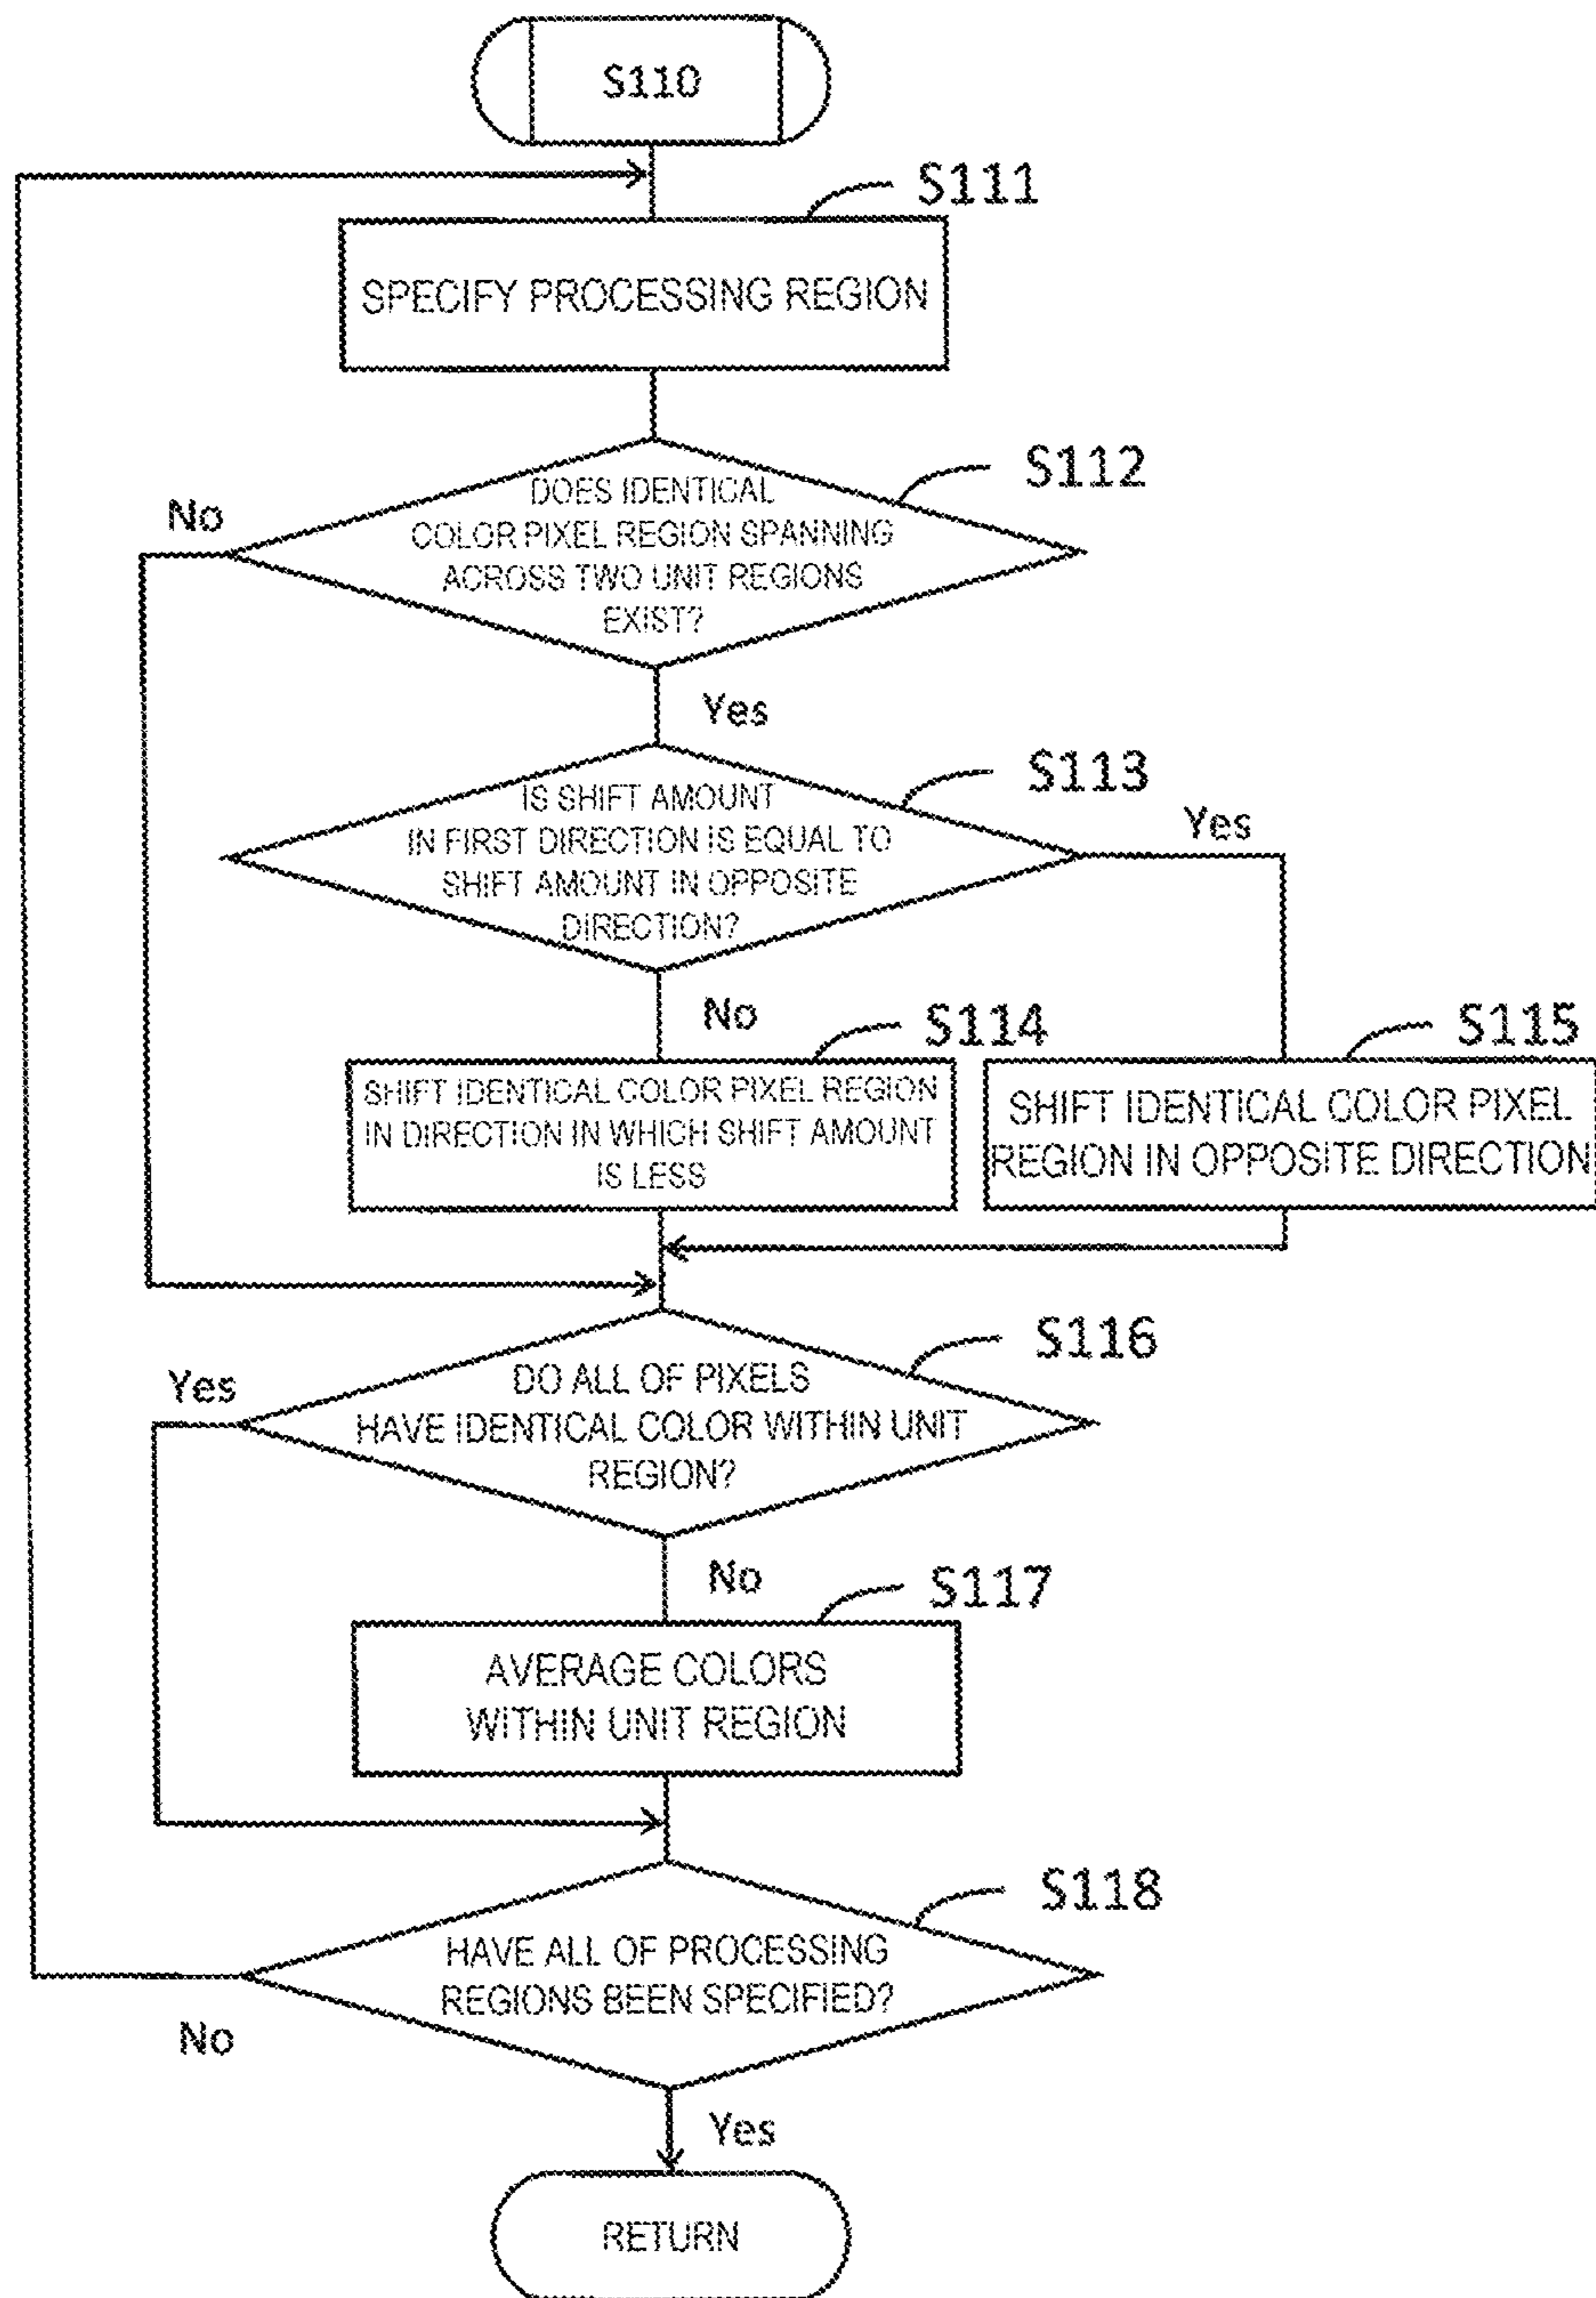 S110
S111
SPECIFY PROCESSING REGION
S112
No
DOES IDENTICAL
COLOR PIXEL REGION SPANNING
ACROSS TWO UNIT REGIONS
EXIST?
Yes
S113
Yes
IS SHIFT AMOUNT
IN FIRST DIRECTION IS EQUAL TO
SHIFT AMOUNT IN OPPOSITE
DIRECTION?
No
S114
S115
SHIFT IDENTICAL COLOR PIXEL REGION
IN DIRECTION IN WHICH SHIFT AMOUNT
IS LESS
SHIFT IDENTICAL COLOR PIXEL
REGION IN OPPOSITE DIRECTION
S116
Yes
DO ALL OF PIXELS
HAVE IDENTICAL COLOR WITHIN UNIT
REGION?
No
S117
AVERAGE COLORS
WITHIN UNIT REGION
S118
HAVE ALL OF PROCESSING
REGIONS BEEN SPECIFIED?
No
Yes
RETURN